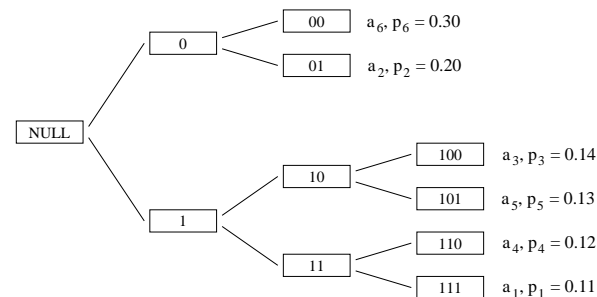 00 a₆, p₆ = 0.30
0
01 a₂, p₂ = 0.20
NULL
100 a₃, p₃ = 0.14
10
101 a₅, p₅ = 0.13
1
110 a₄, p₄ = 0.12
11
111 a₁, p₁ = 0.11